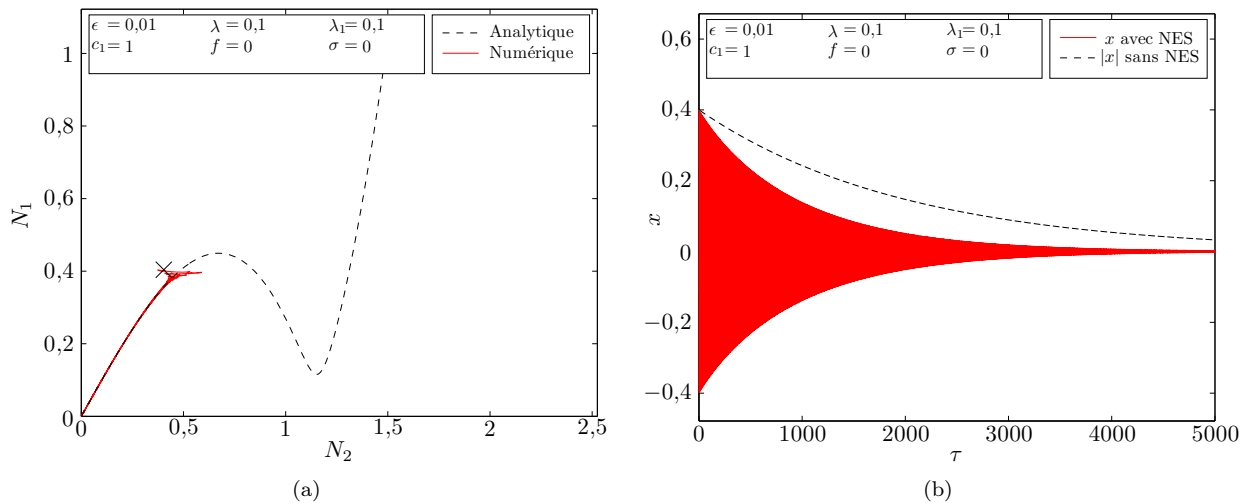 ϵ = 0,01 λ = 0,1 λ₁= 0,1
c₁= 1 f = 0 σ = 0
Analytique
Numérique
1
0,8
0,6
0,4
0,2
0
N₁
0 0,5 1 1,5 2 2,5
N₂
(a)
ϵ = 0,01 λ = 0,1 λ₁= 0,1
c₁= 1 f = 0 σ = 0
x avec NES
|x| sans NES
0,6
0,4
0,2
0
−0,2
−0,4
x
0 1000 2000 3000 4000 5000
τ
(b)